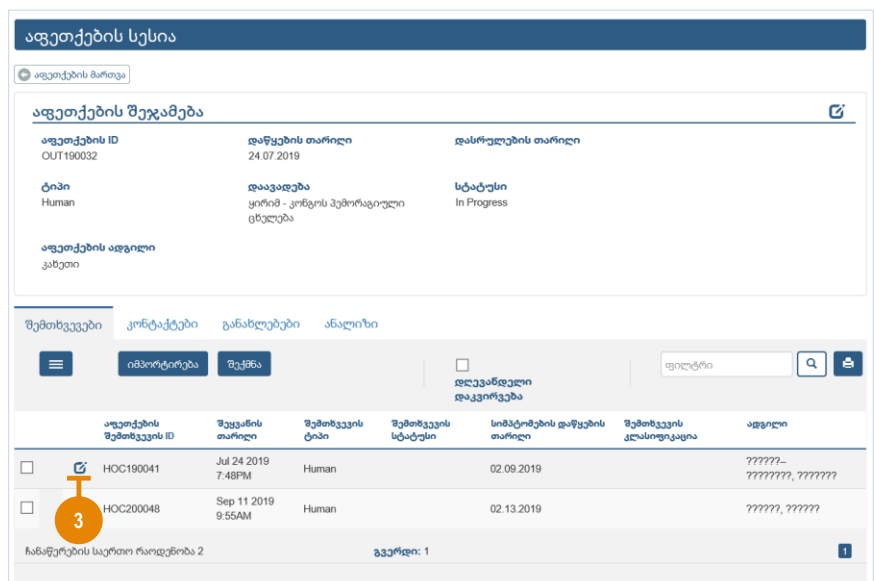 აფეთქების სესია
აფეთქების მართვა
აფეთქების შეჯამება
აფეთქების ID
დაწყების თარიღი
დასრულების თარიღი
OUT190032
24.07.2019
ტიპი
დაავადება
სტატუსი
Human
ყირიმ - კონგოს ჰემორაგიული
ცხელება
In Progress
აფეთქების ადგილი
კახეთი
შემთხვევები
კონტაქტები
განახლებები
ანალიზი
იმპორტირება
შექმნა
დღევანდელი
დაკვირვება
ფილტრი
აფეთქების
შემთხვევის ID
შეყვანის
თარიღი
შემთხვევის
ტიპი
შემთხვევის
სტატუსი
სიმპტომების დაწყების
თარიღი
შემთხვევის
კლასიფიკაცია
ადგილი
HOC190041
Jul 24 2019
7:48PM
Human
02.09.2019
??????–
????????, ???????
HOC200048
Sep 11 2019
9:55AM
Human
02.13.2019
??????, ??????
3
ჩანაწერების საერთო რაოდენობა 2
გვერდი: 1
1